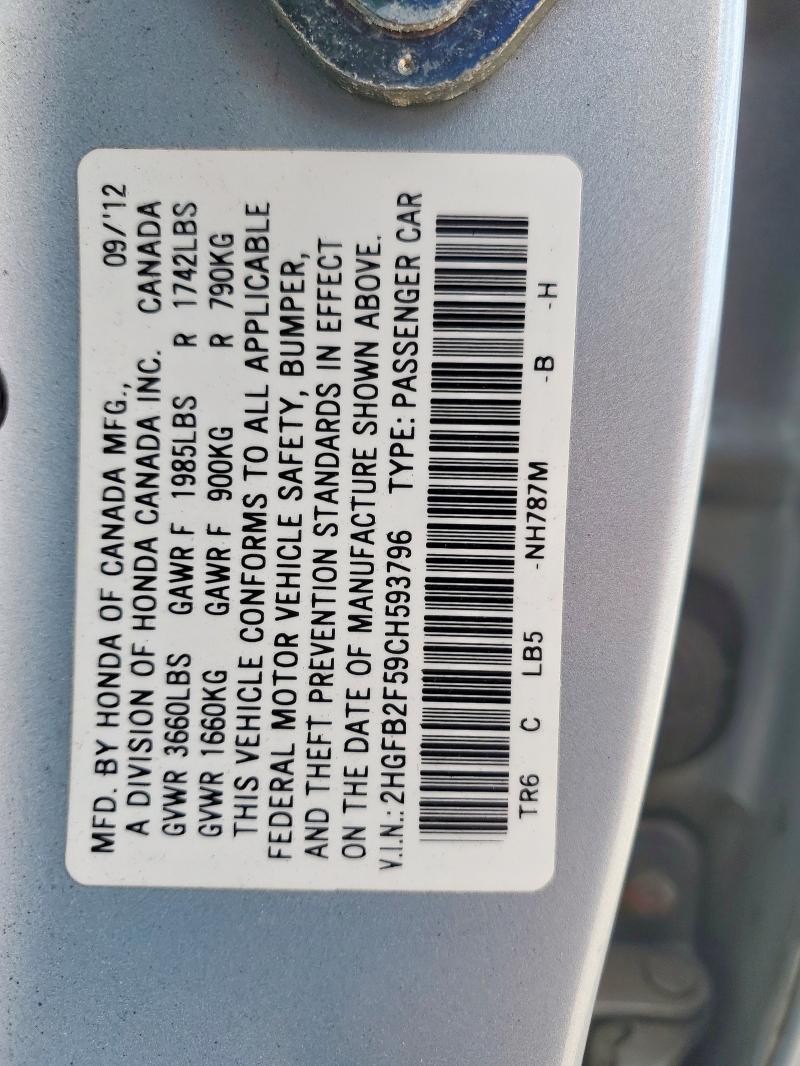 MFD. BY HONDA OF CANADA MFG., 09/'12
A DIVISION OF HONDA CANADA INC. CANADA
GVWR 3660LBS GAWR F 1985LBS R 1742LBS
GVWR 1660KG GAWR F 900KG R 790KG
THIS VEHICLE CONFORMS TO ALL APPLICABLE
FEDERAL MOTOR VEHICLE SAFETY, BUMPER,
AND THEFT PREVENTION STANDARDS IN EFFECT
ON THE DATE OF MANUFACTURE SHOWN ABOVE.
V.I.N.: 2HGFB2F59CH593796 TYPE: PASSENGER CAR
TR6 C LB5 -NH787M -B -H